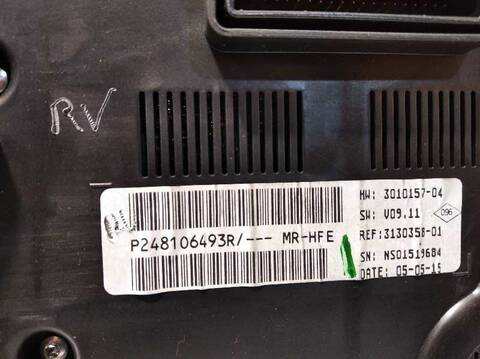 RV
P248106493R/--- MR-HFE
HW: 3010157-04
SW: V09.11
096
REF: 3130358-01
SN: NS01519684
DATE: 05-05-15